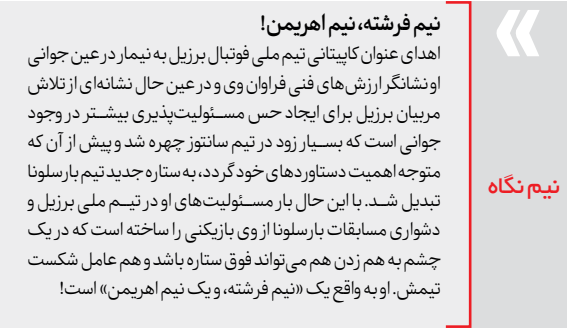 نیم فرشته، نیم اهریمن!
اهدای عنوان کاپیتانی تیم ملی فوتبال برزیل به نیمار در عین جوانی
او نشانگر ارزش‌های فنی فراوان وی و در عین حال نشانه‌ای از تلاش
مربیان برزیل برای ایجاد حس مسئولیت‌پذیری بیشتر در وجود
جوانی است که بسیار زود در تیم سانتوز چهره شد و پیش از آن که
متوجه اهمیت دستاوردهای خود گردد، به ستاره جدید تیم بارسلونا
تبدیل شد. با این حال بار مسئولیت‌های او در تیم ملی برزیل و
دشواری مسابقات بارسلونا از وی بازیکنی را ساخته است که در یک
چشم به هم زدن هم می‌تواند فوق ستاره باشد و هم عامل شکست
تیمش. او به واقع یک «نیم فرشته، و یک نیم اهریمن» است!
نیم نگاه